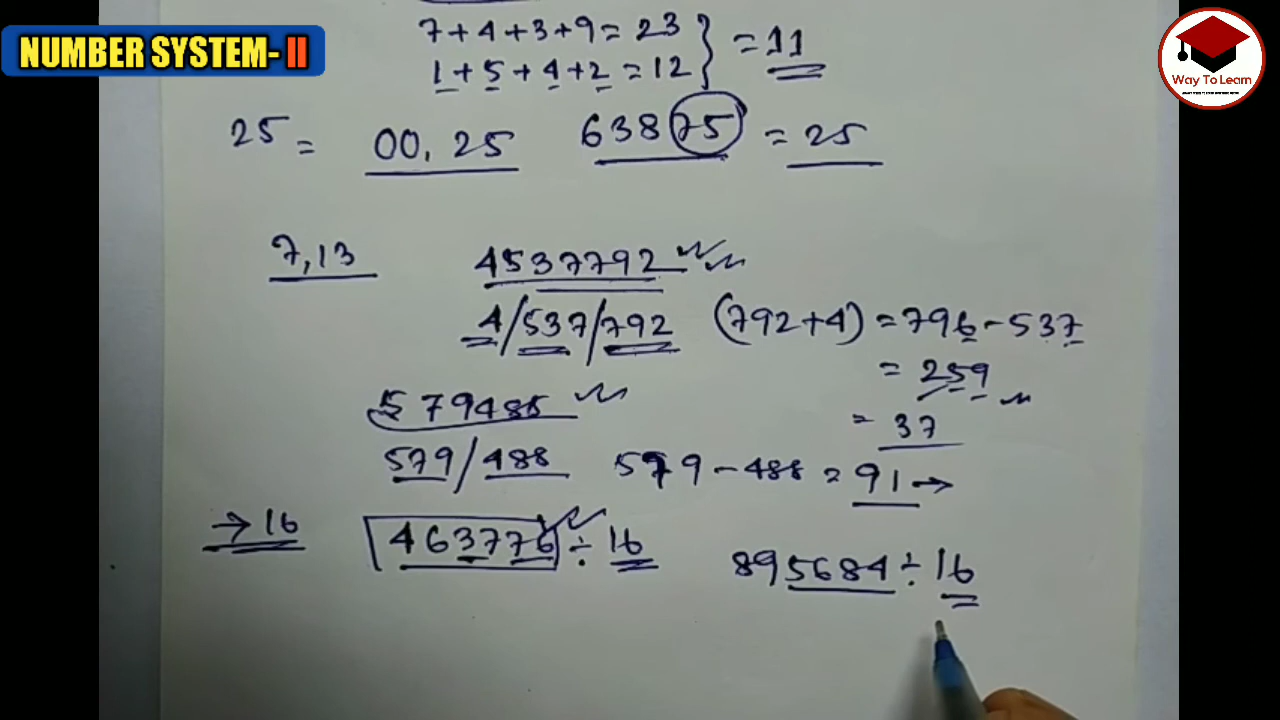 NUMBER SYSTEM-II
Way To Learn
7+4+3+9=23
1+5+4+2=12 } = 11
25 = 00, 25 63875 = 25
7,13 4537792
4/537/792 (792+4) = 796-537
= 259
= 37
579488
579/488 579-488 = 91→
→16 463776 ÷ 16 895684 ÷ 16